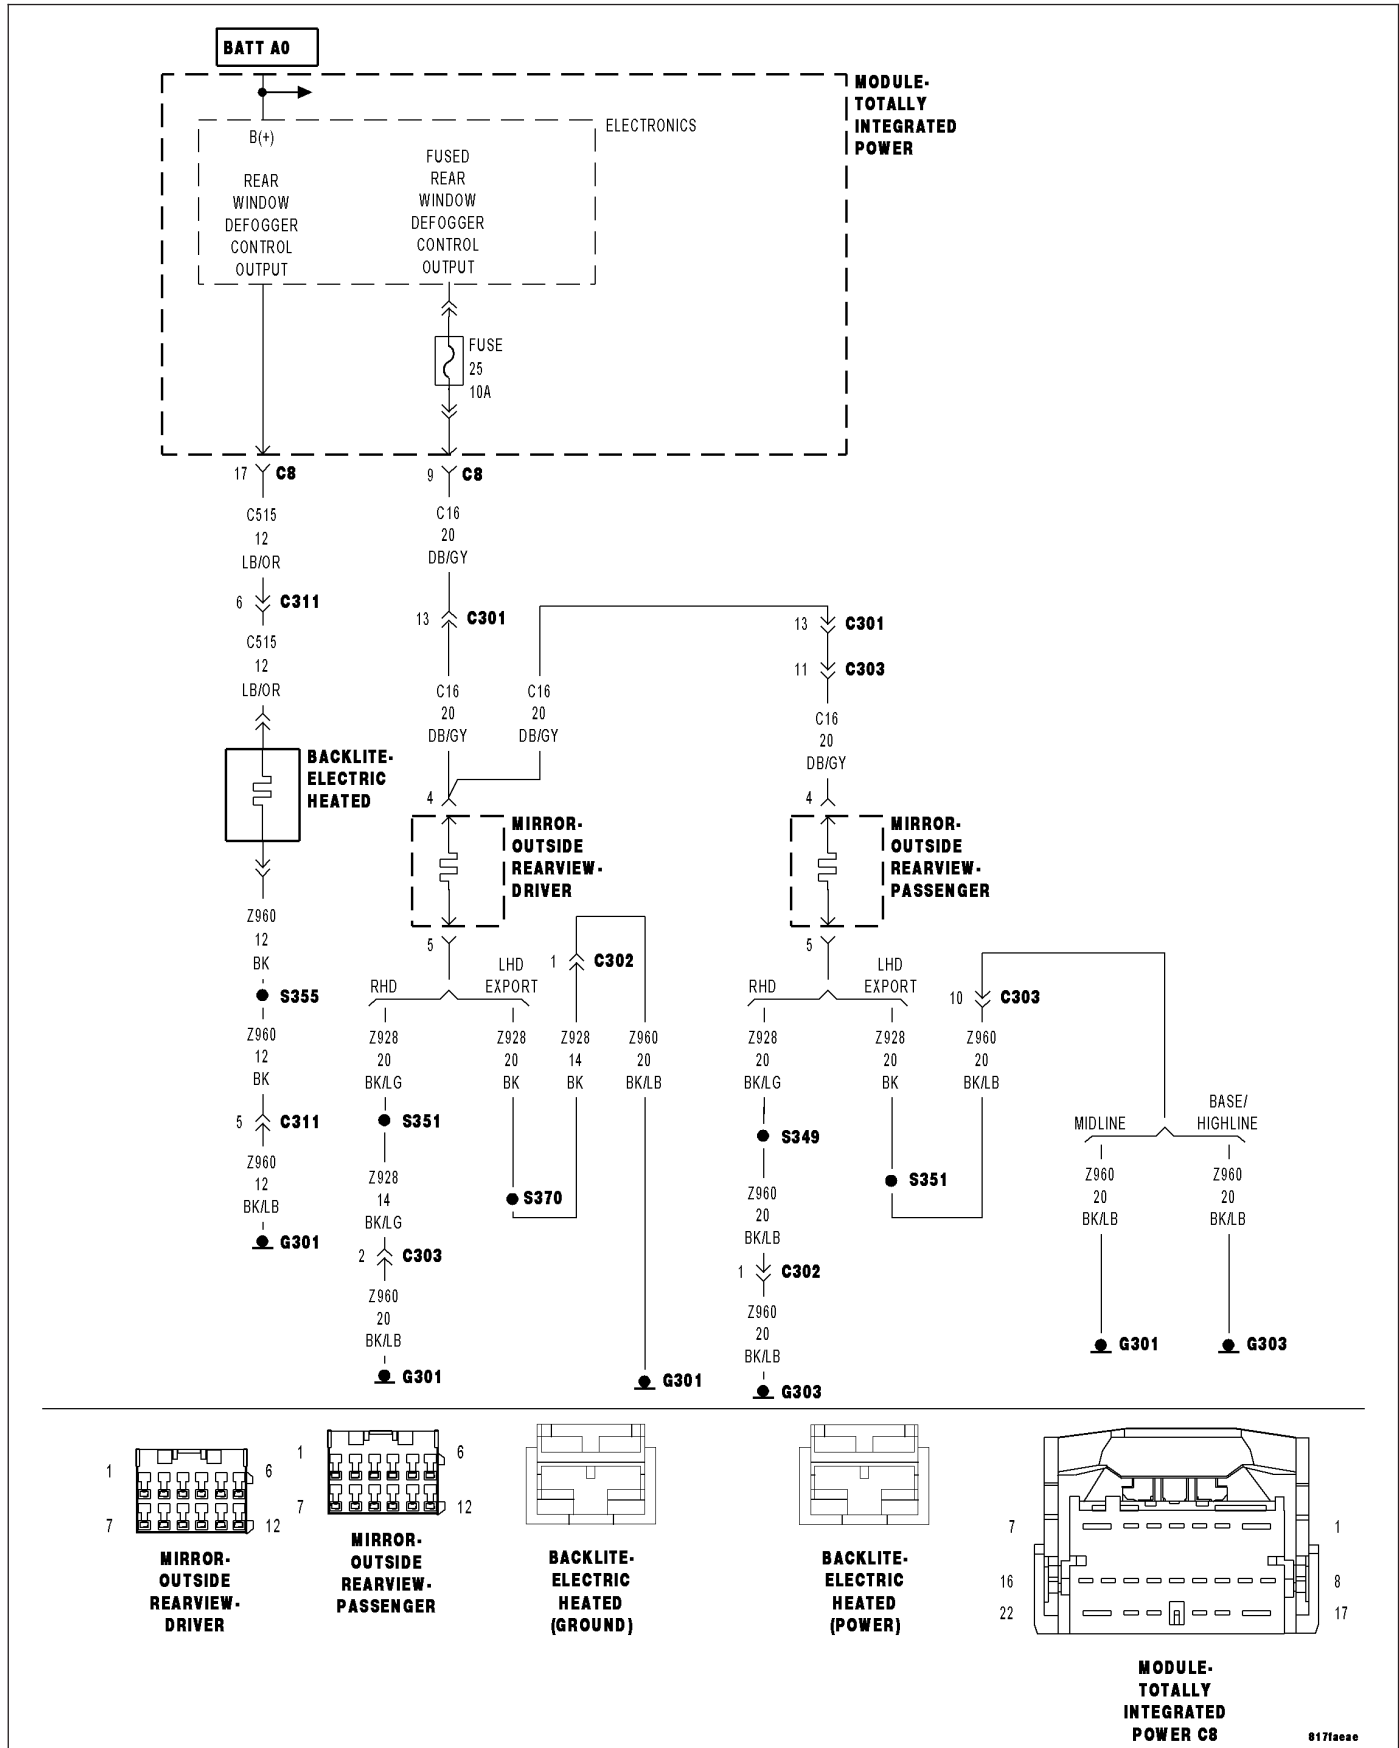 BATT A0
MODULE-
TOTALLY
INTEGRATED
POWER
ELECTRONICS
B(+)
REAR
WINDOW
DEFOGGER
CONTROL
OUTPUT
FUSED
REAR
WINDOW
DEFOGGER
CONTROL
OUTPUT
FUSE
25
10A
17 C8
9 C8
C515
12
LB/OR
C16
20
DB/GY
6 C311
13 C301
13 C301
11 C303
C515
12
LB/OR
C16
20
DB/GY
C16
20
DB/GY
C16
20
DB/GY
BACKLITE-
ELECTRIC
HEATED
4
4
MIRROR-
OUTSIDE
REARVIEW-
DRIVER
MIRROR-
OUTSIDE
REARVIEW-
PASSENGER
5
5
Z960
12
BK
S355
Z960
12
BK
5 C311
Z960
12
BK/LB
G301
RHD
LHD
EXPORT
1 C302
Z928
20
BK/LG
S351
Z928
14
BK/LG
2 C303
Z960
20
BK/LB
G301
Z928
20
BK
S370
Z928
14
BK
Z960
20
BK/LB
G301
RHD
LHD
EXPORT
10 C303
Z928
20
BK/LG
S349
Z960
20
BK/LB
1 C302
Z960
20
BK/LB
G303
Z928
20
BK
S351
Z960
20
BK/LB
MIDLINE
BASE/
HIGHLINE
Z960
20
BK/LB
G301
Z960
20
BK/LB
G303
1 6
7 12
MIRROR-
OUTSIDE
REARVIEW-
DRIVER
1 6
7 12
MIRROR-
OUTSIDE
REARVIEW-
PASSENGER
BACKLITE-
ELECTRIC
HEATED
(GROUND)
BACKLITE-
ELECTRIC
HEATED
(POWER)
7 1
16 8
22 17
MODULE-
TOTALLY
INTEGRATED
POWER C8
817faeae